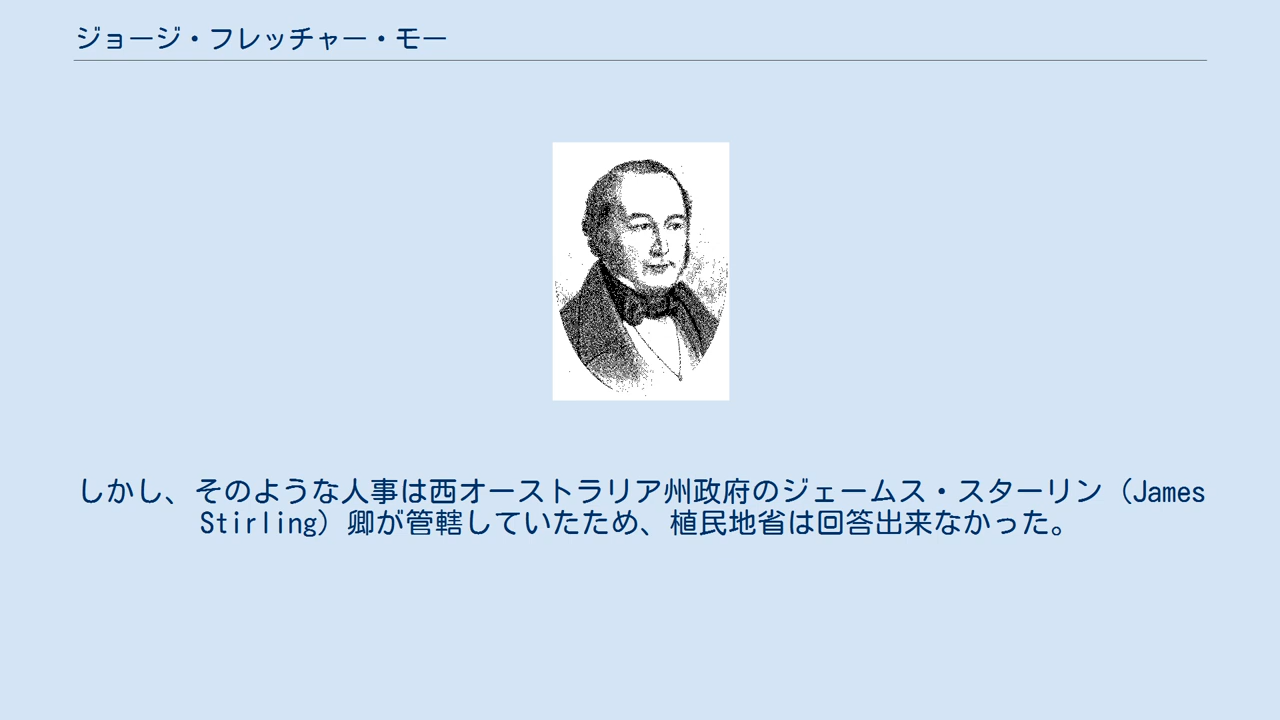 ジョージ・フレッチャー・モー
しかし、そのような人事は西オーストラリア州政府のジェームス・スターリン（James
Stirling）卿が管轄していたため、植民地省は回答出来なかった。